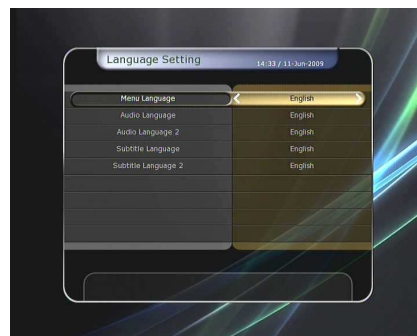 Language Setting
14:33 / 11-Jun-2009
Menu Language English
Audio Language English
Audio Language 2 English
Subtitle Language English
Subtitle Language 2 English